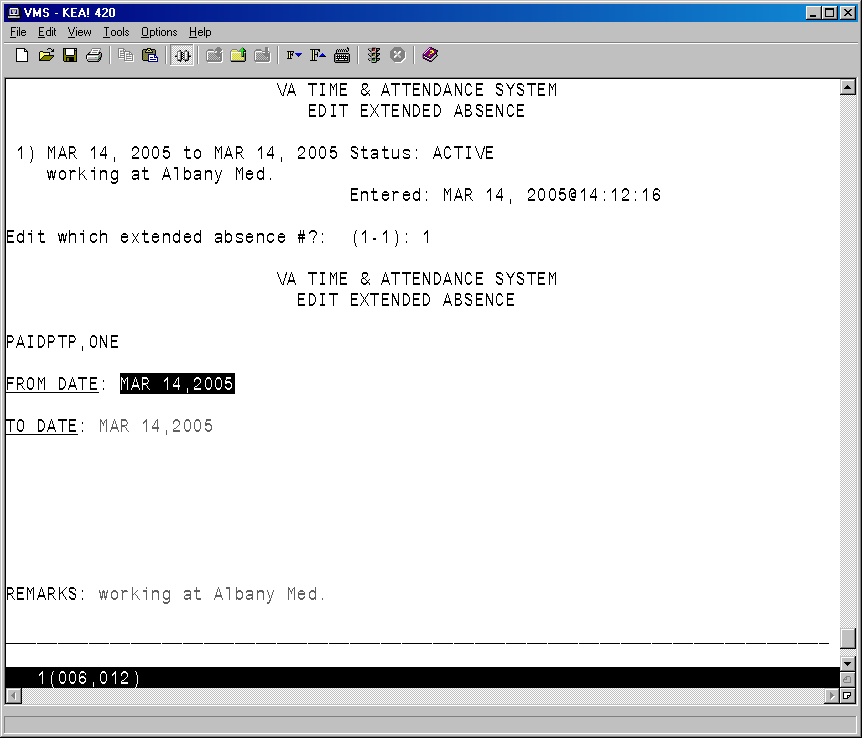 VMS - KEA! 420
File Edit View Tools Options Help
VA TIME & ATTENDANCE SYSTEM
EDIT EXTENDED ABSENCE
1) MAR 14, 2005 to MAR 14, 2005 Status: ACTIVE
working at Albany Med.
Entered: MAR 14, 2005@14:12:16
Edit which extended absence #?: (1-1): 1
VA TIME & ATTENDANCE SYSTEM
EDIT EXTENDED ABSENCE
PAIDPTP,ONE
FROM DATE: MAR 14,2005
TO DATE: MAR 14,2005
REMARKS: working at Albany Med.
1(006,012)